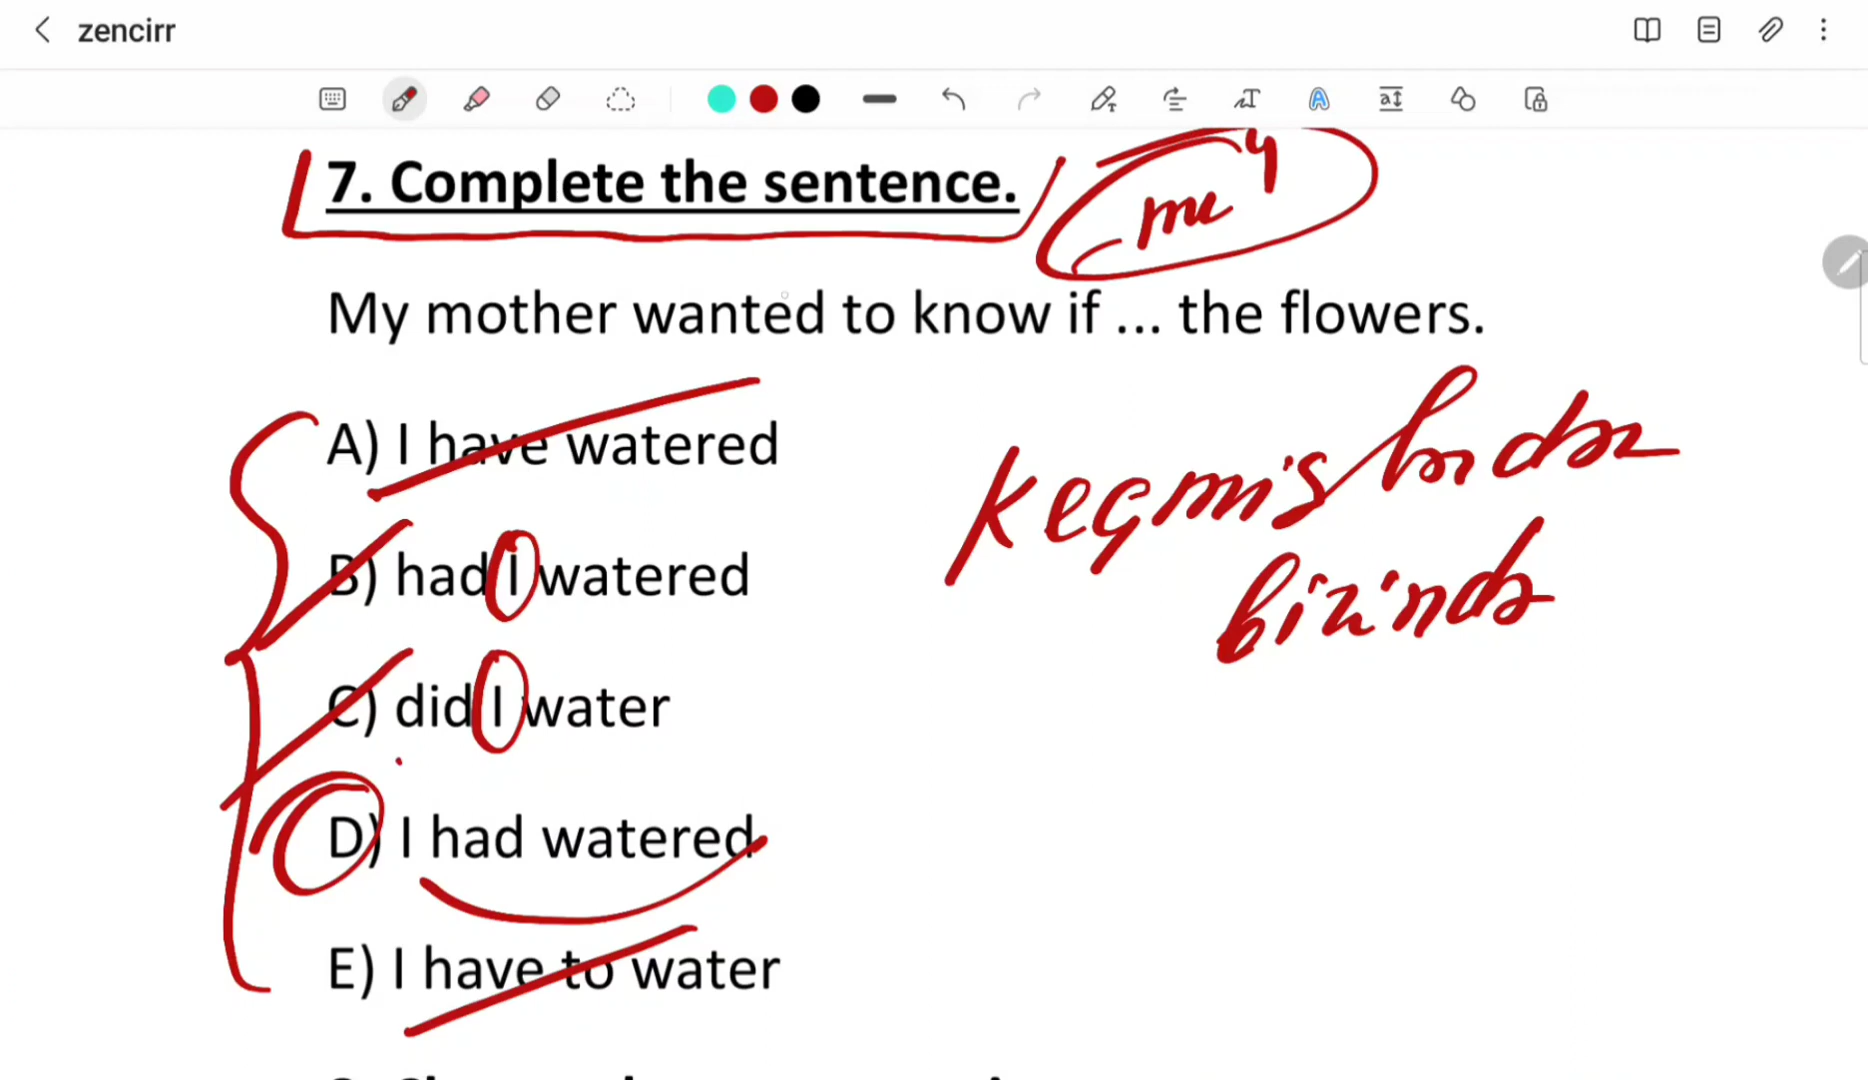 zencirr
7. Complete the sentence.
My mother wanted to know if ... the flowers.
A) I have watered
B) had I watered
C) did I water
D) I had watered
E) I have to water